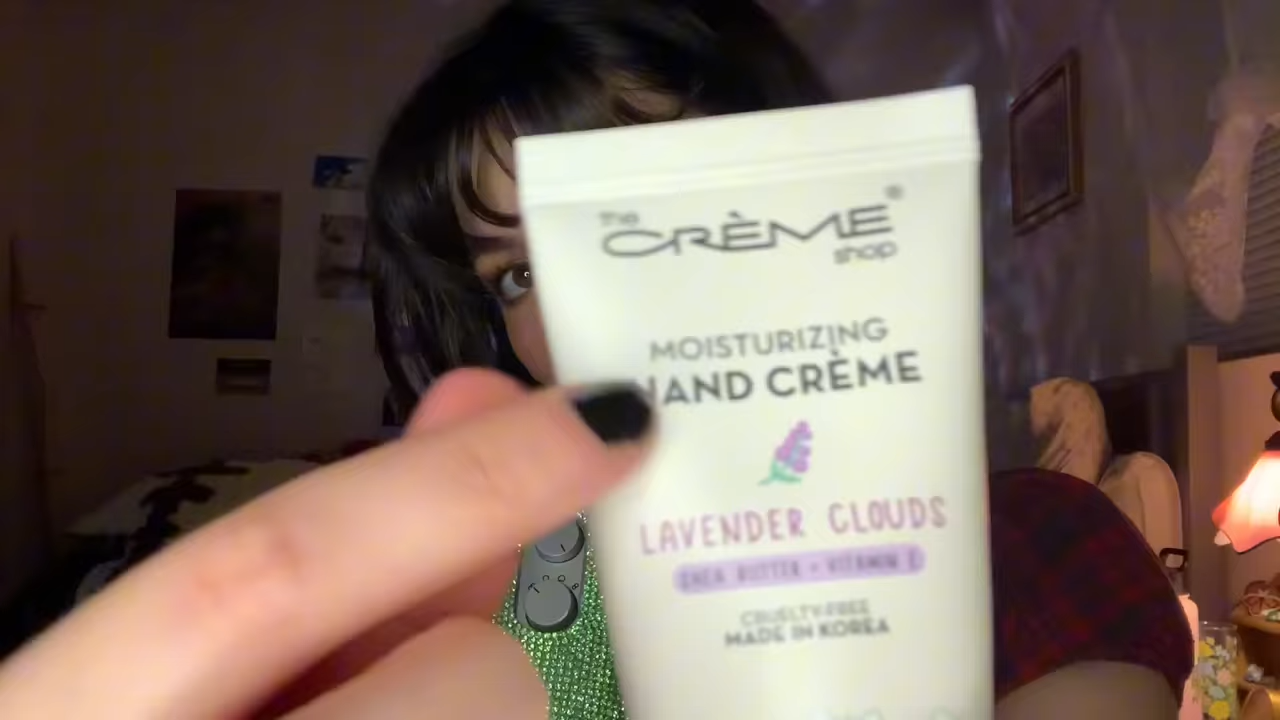 The
CRÈME®
shop
MOISTURIZING
HAND CRÈME
LAVENDER CLOUDS
SHEA BUTTER + VITAMIN E
CRUELTY-FREE
MADE IN KOREA